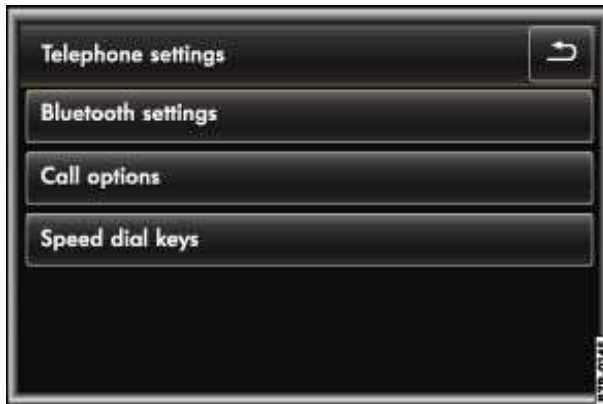 Telephone settings
Bluetooth settings
Call options
Speed dial keys